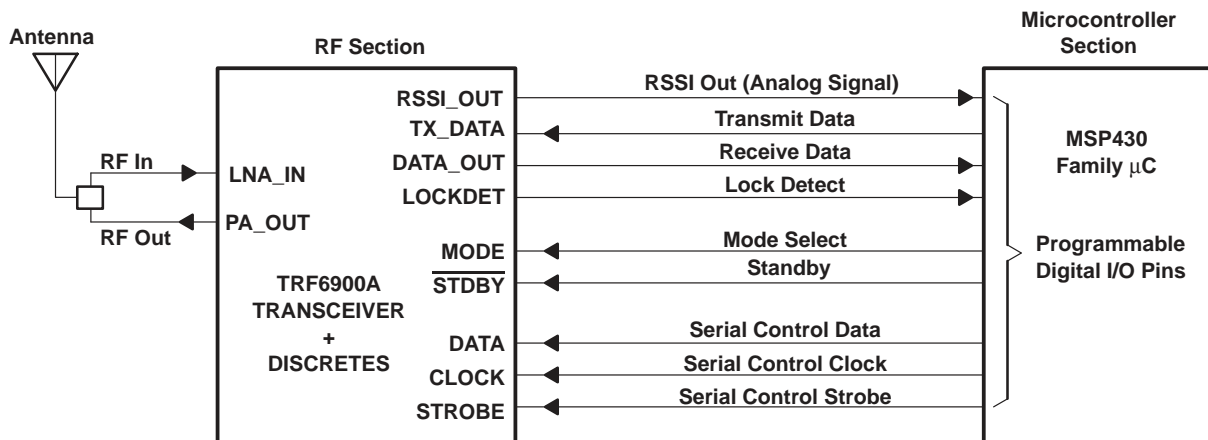 Antenna
RF Section
Microcontroller
Section
RSSI_OUT
RSSI Out (Analog Signal)
TX_DATA
Transmit Data
DATA_OUT
Receive Data
LOCKDET
Lock Detect
RF In
LNA_IN
PA_OUT
RF Out
MODE
Mode Select
STDBY
Standby
TRF6900A
TRANSCEIVER
+
DISCRETES
DATA
Serial Control Data
CLOCK
Serial Control Clock
STROBE
Serial Control Strobe
MSP430
Family μC
Programmable
Digital I/O Pins